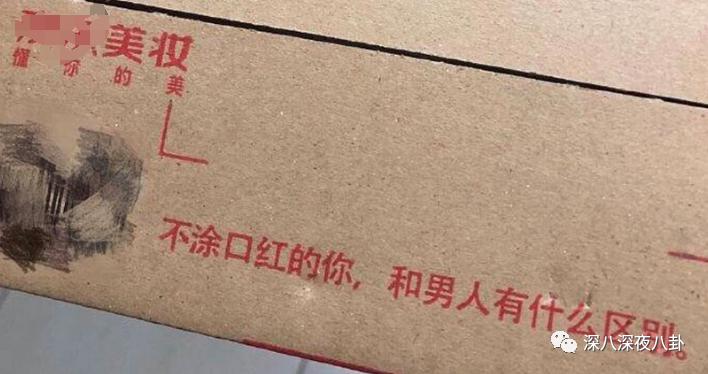 美妆
懂你的美
不涂口红的你，和男人有什么区别。
深八深夜八卦